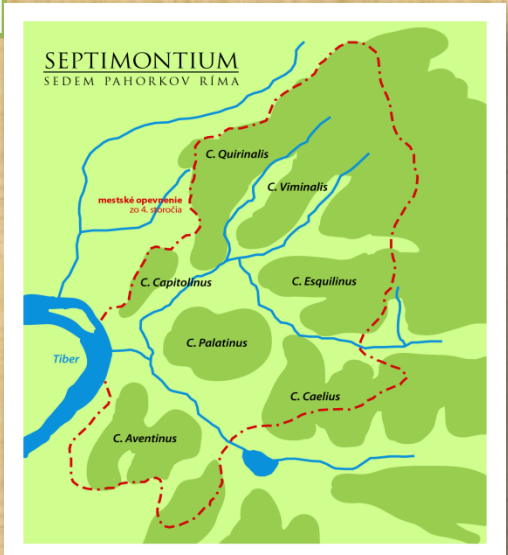 SEPTIMONTIUM
SEDEM PAHORKOV RÍMA
C. Quirinalis
C. Viminalis
mestské opevnenie
zo 4. storočia
C. Capitolinus
C. Esquilinus
C. Palatinus
Tiber
C. Caelius
C. Aventinus